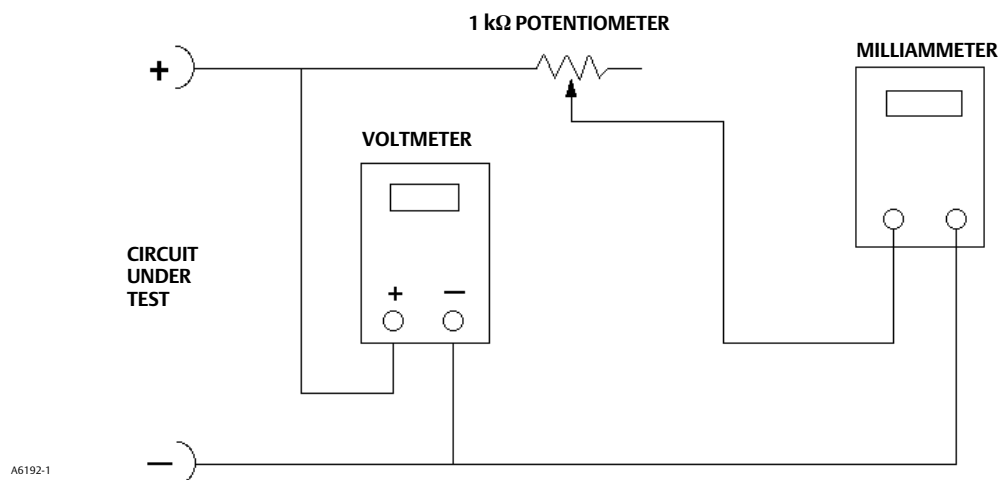 1 kΩ POTENTIOMETER
MILLIAMMETER
+
VOLTMETER
CIRCUIT
UNDER
TEST
+ —
—
A6192-1